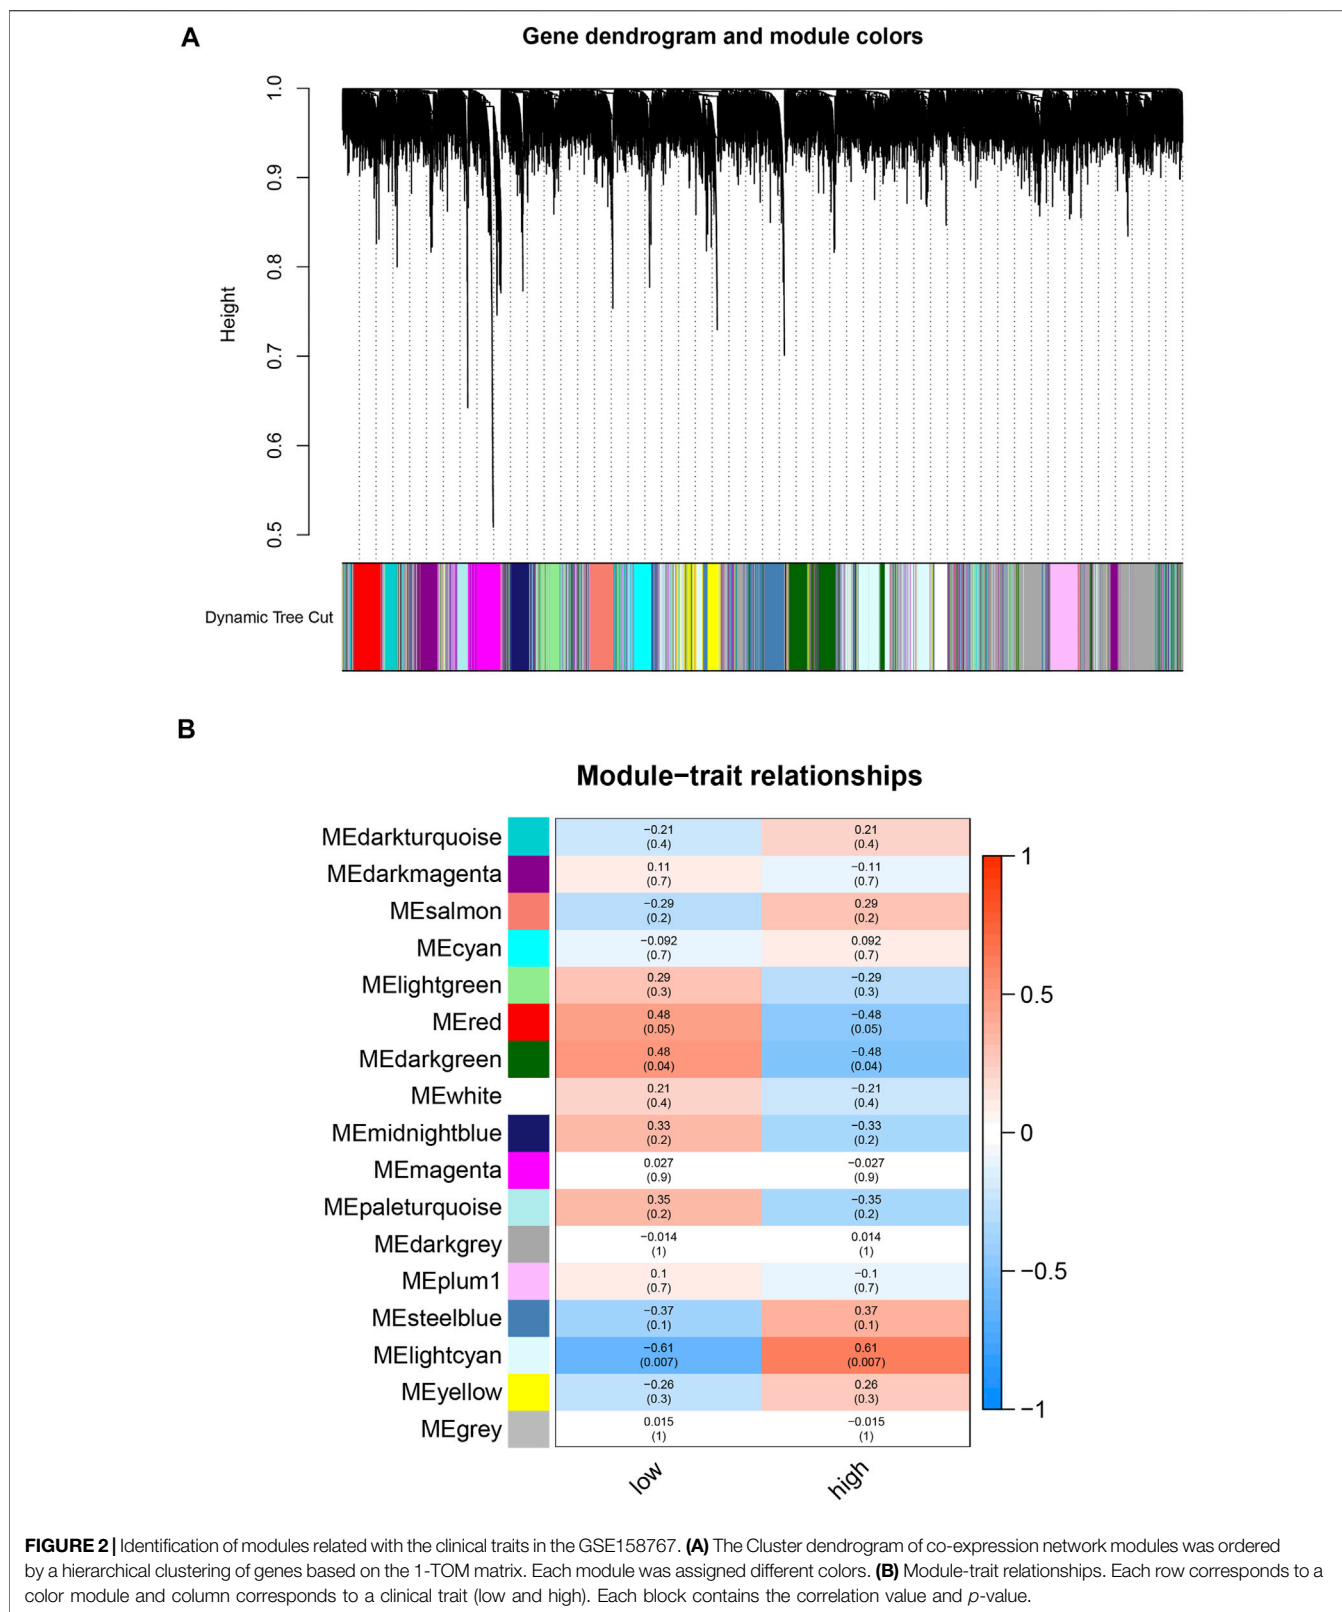 A
Gene dendrogram and module colors
Height
1.0
0.9
0.8
0.7
0.6
0.5
Dynamic Tree Cut
B
Module−trait relationships
MEdarkturquoise −0.21 0.21
(0.4) (0.4)
MEdarkmagenta 0.11 −0.11
(0.7) (0.7)
MEsalmon −0.29 0.29
(0.2) (0.2)
MEcyan −0.092 0.092
(0.7) (0.7)
MElightgreen 0.29 −0.29
(0.3) (0.3)
MEred 0.48 −0.48
(0.05) (0.05)
MEdarkgreen 0.48 −0.48
(0.04) (0.04)
MEwhite 0.21 −0.21
(0.4) (0.4)
MEmidnightblue 0.33 −0.33
(0.2) (0.2)
MEmagenta 0.027 −0.027
(0.9) (0.9)
MEpaleturquoise 0.35 −0.35
(0.2) (0.2)
MEdarkgrey −0.014 0.014
(1) (1)
MEplum1 0.1 −0.1
(0.7) (0.7)
MEsteelblue −0.37 0.37
(0.1) (0.1)
MElightcyan −0.61 0.61
(0.007) (0.007)
MEyellow −0.26 0.26
(0.3) (0.3)
MEgrey 0.015 −0.015
(1) (1)
low high
1
0.5
0
−0.5
−1
FIGURE 2 | Identification of modules related with the clinical traits in the GSE158767. (A) The Cluster dendrogram of co-expression network modules was ordered
by a hierarchical clustering of genes based on the 1-TOM matrix. Each module was assigned different colors. (B) Module-trait relationships. Each row corresponds to a
color module and column corresponds to a clinical trait (low and high). Each block contains the correlation value and p-value.